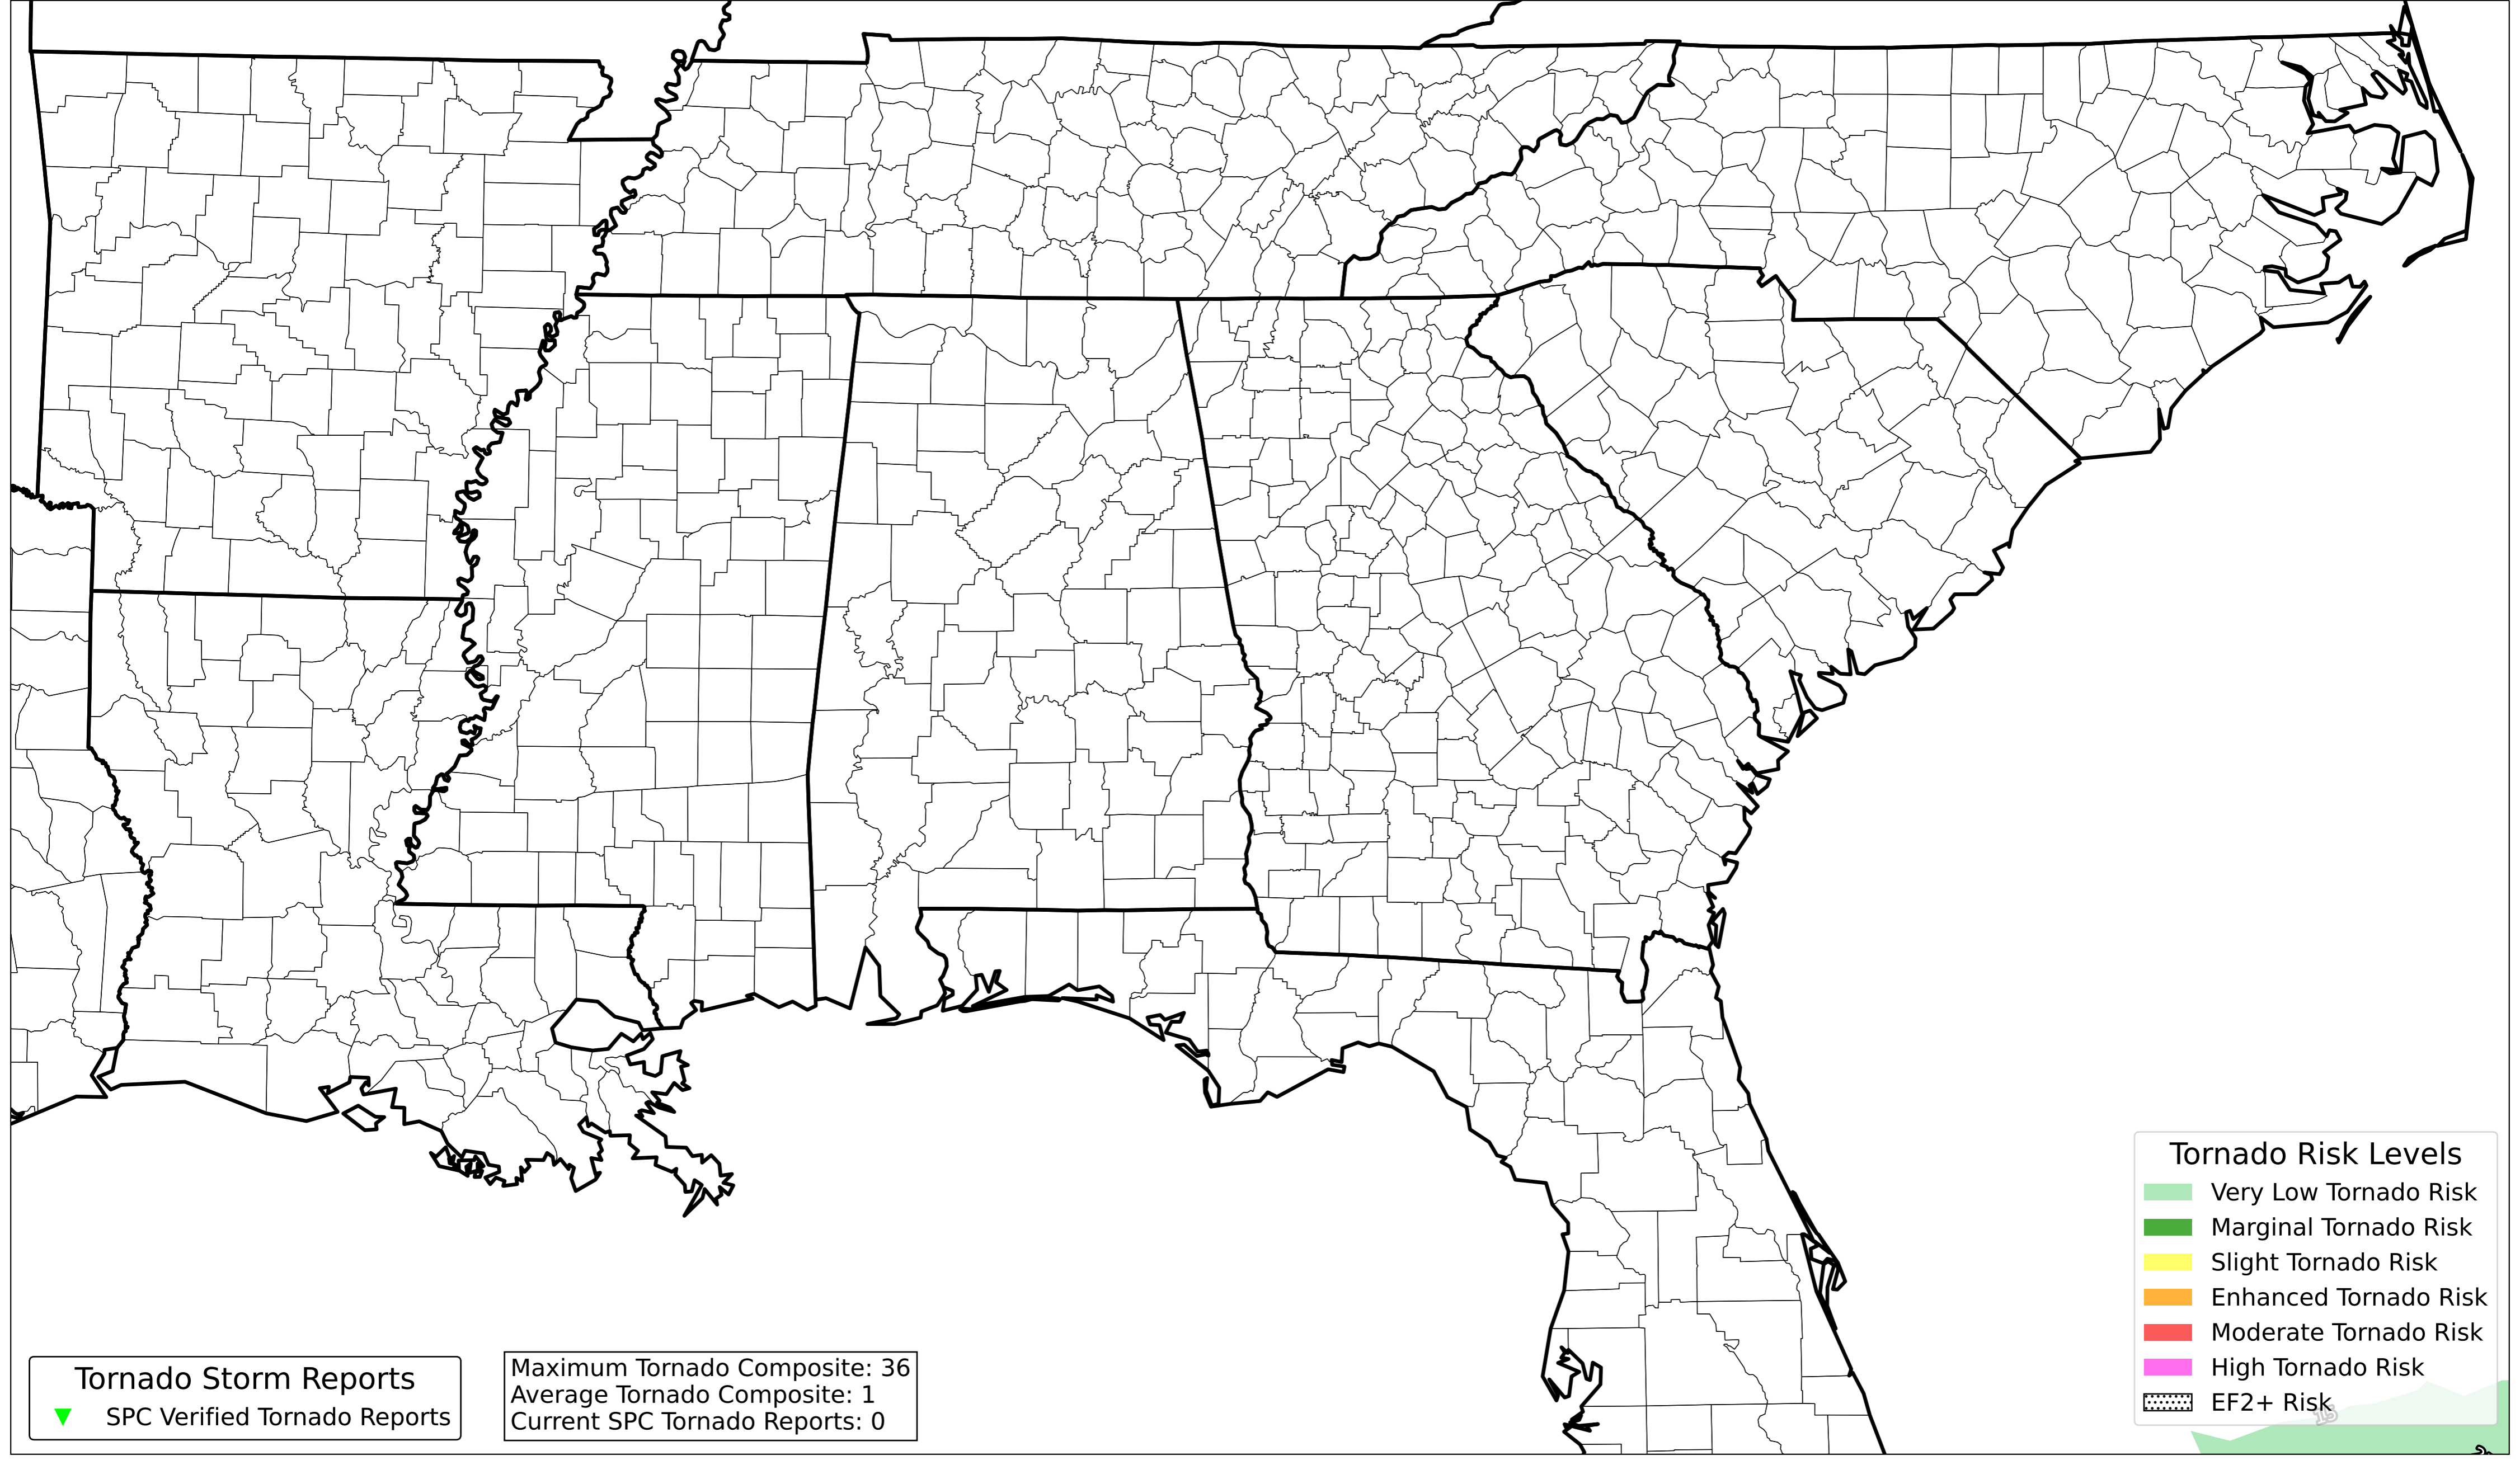 Tornado Risk Levels
Very Low Tornado Risk
Marginal Tornado Risk
Slight Tornado Risk
Enhanced Tornado Risk
Moderate Tornado Risk
High Tornado Risk
EF2+ Risk
15
Tornado Storm Reports
SPC Verified Tornado Reports
Maximum Tornado Composite: 36
Average Tornado Composite: 1
Current SPC Tornado Reports: 0